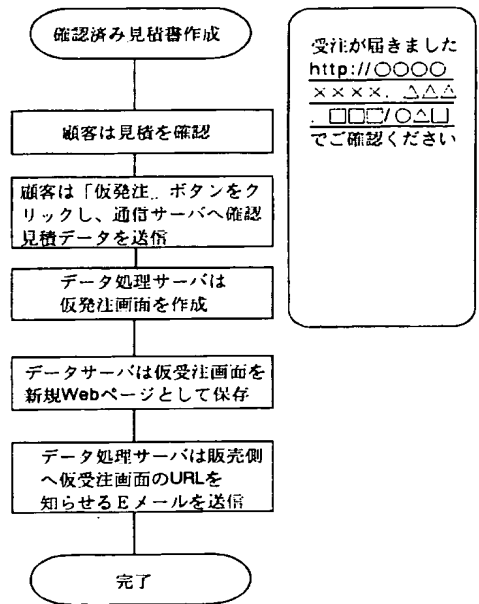 確認済み見積書作成
顧客は見積を確認
顧客は「仮発注」ボタンをク
リックし、通信サーバへ確認
見積データを送信
データ処理サーバは
仮発注画面を作成
データサーバは仮受注画面を
新規Webページとして保存
データ処理サーバは販売側
へ仮受注画面のURLを
知らせるEメールを送信
完了
受注が届きました
http://○○○○
××××. △△△
. □□□/○△□
でご確認ください